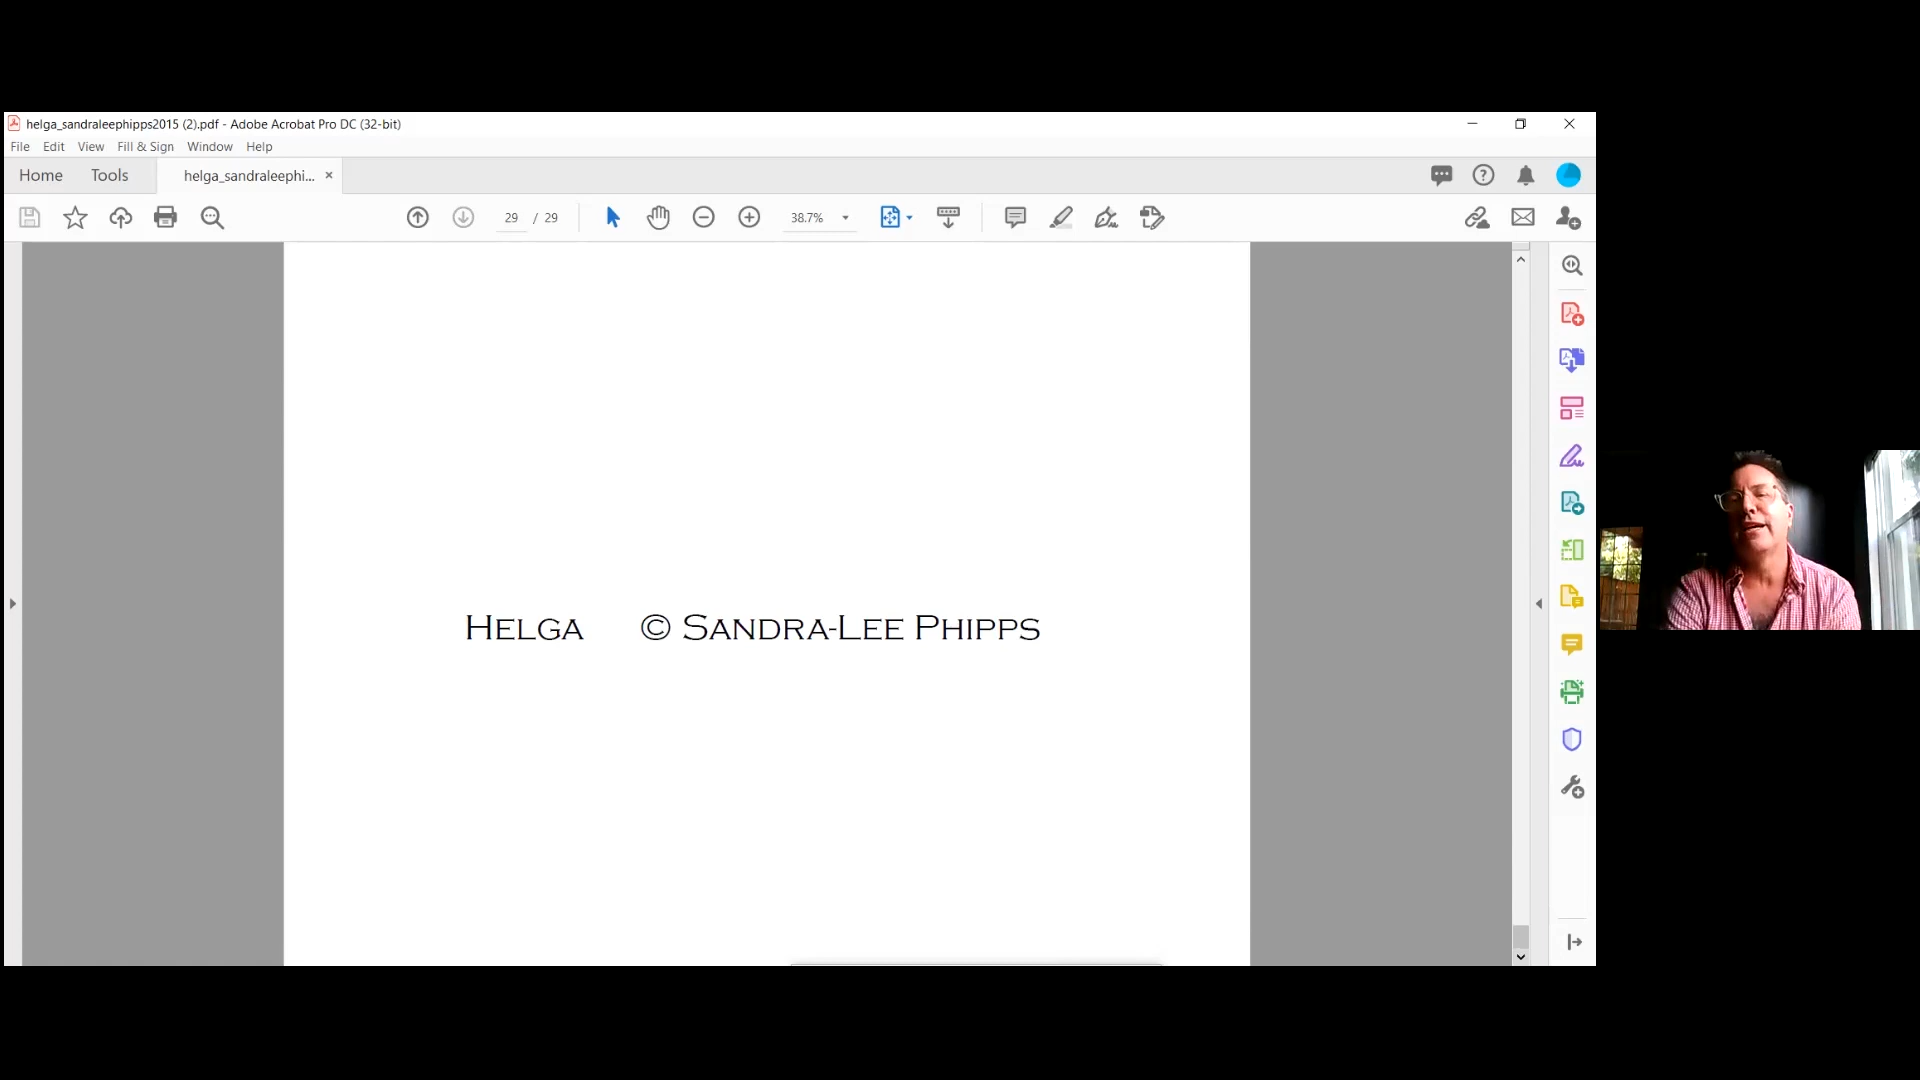 helga_sandraleephipps2015 (2).pdf - Adobe Acrobat Pro DC (32-bit)
File Edit View Fill & Sign Window Help
Home Tools helga_sandraleephi... ×
29 / 29 38.7%
HELGA © SANDRA-LEE PHIPPS